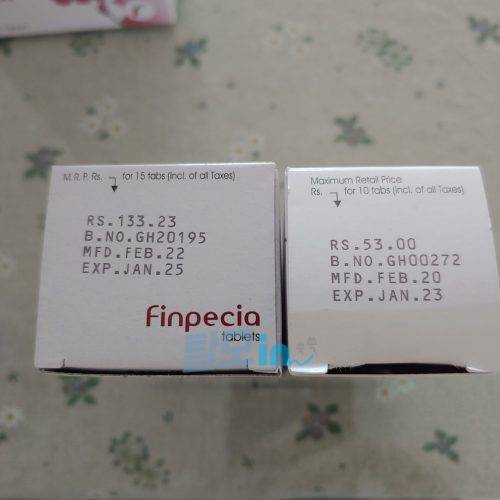 M.R.P. Rs. for 15 tabs (Incl. of all Taxes)
RS.133.23
B.NO.GH20195
MFD.FEB.22
EXP.JAN.25
Finpecia
tablets
Maximum Retail Price
Rs. for 10 tabs (Incl. of all Taxes)
RS.53.00
B.NO.GH00272
MFD.FEB.20
EXP.JAN.23